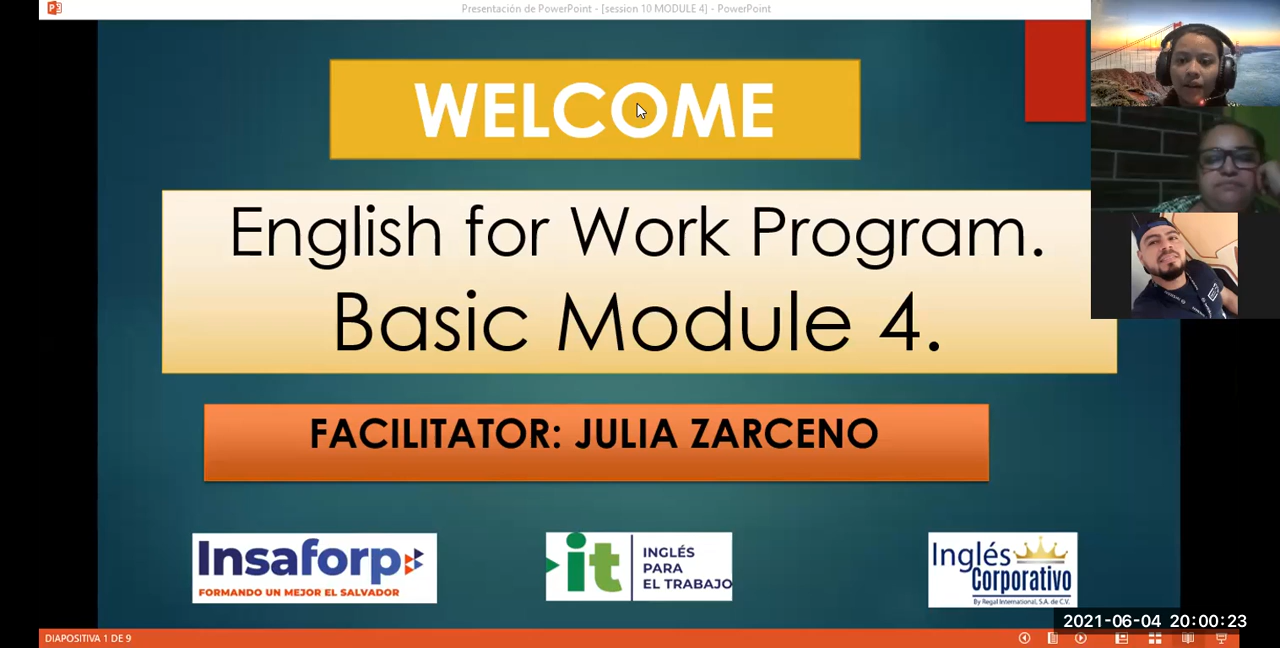 Presentación de PowerPoint - [session 10 MODULE 4] - PowerPoint
WELCOME
English for Work Program.
Basic Module 4.
FACILITATOR: JULIA ZARCENO
Insaforp
FORMANDO UN MEJOR EL SALVADOR
it
INGLÉS
PARA
EL TRABAJO
Inglés
Corporativo
By Regal International, S.A. de C.V.
2021-06-04 20:00:23
DIAPOSITIVA 1 DE 9